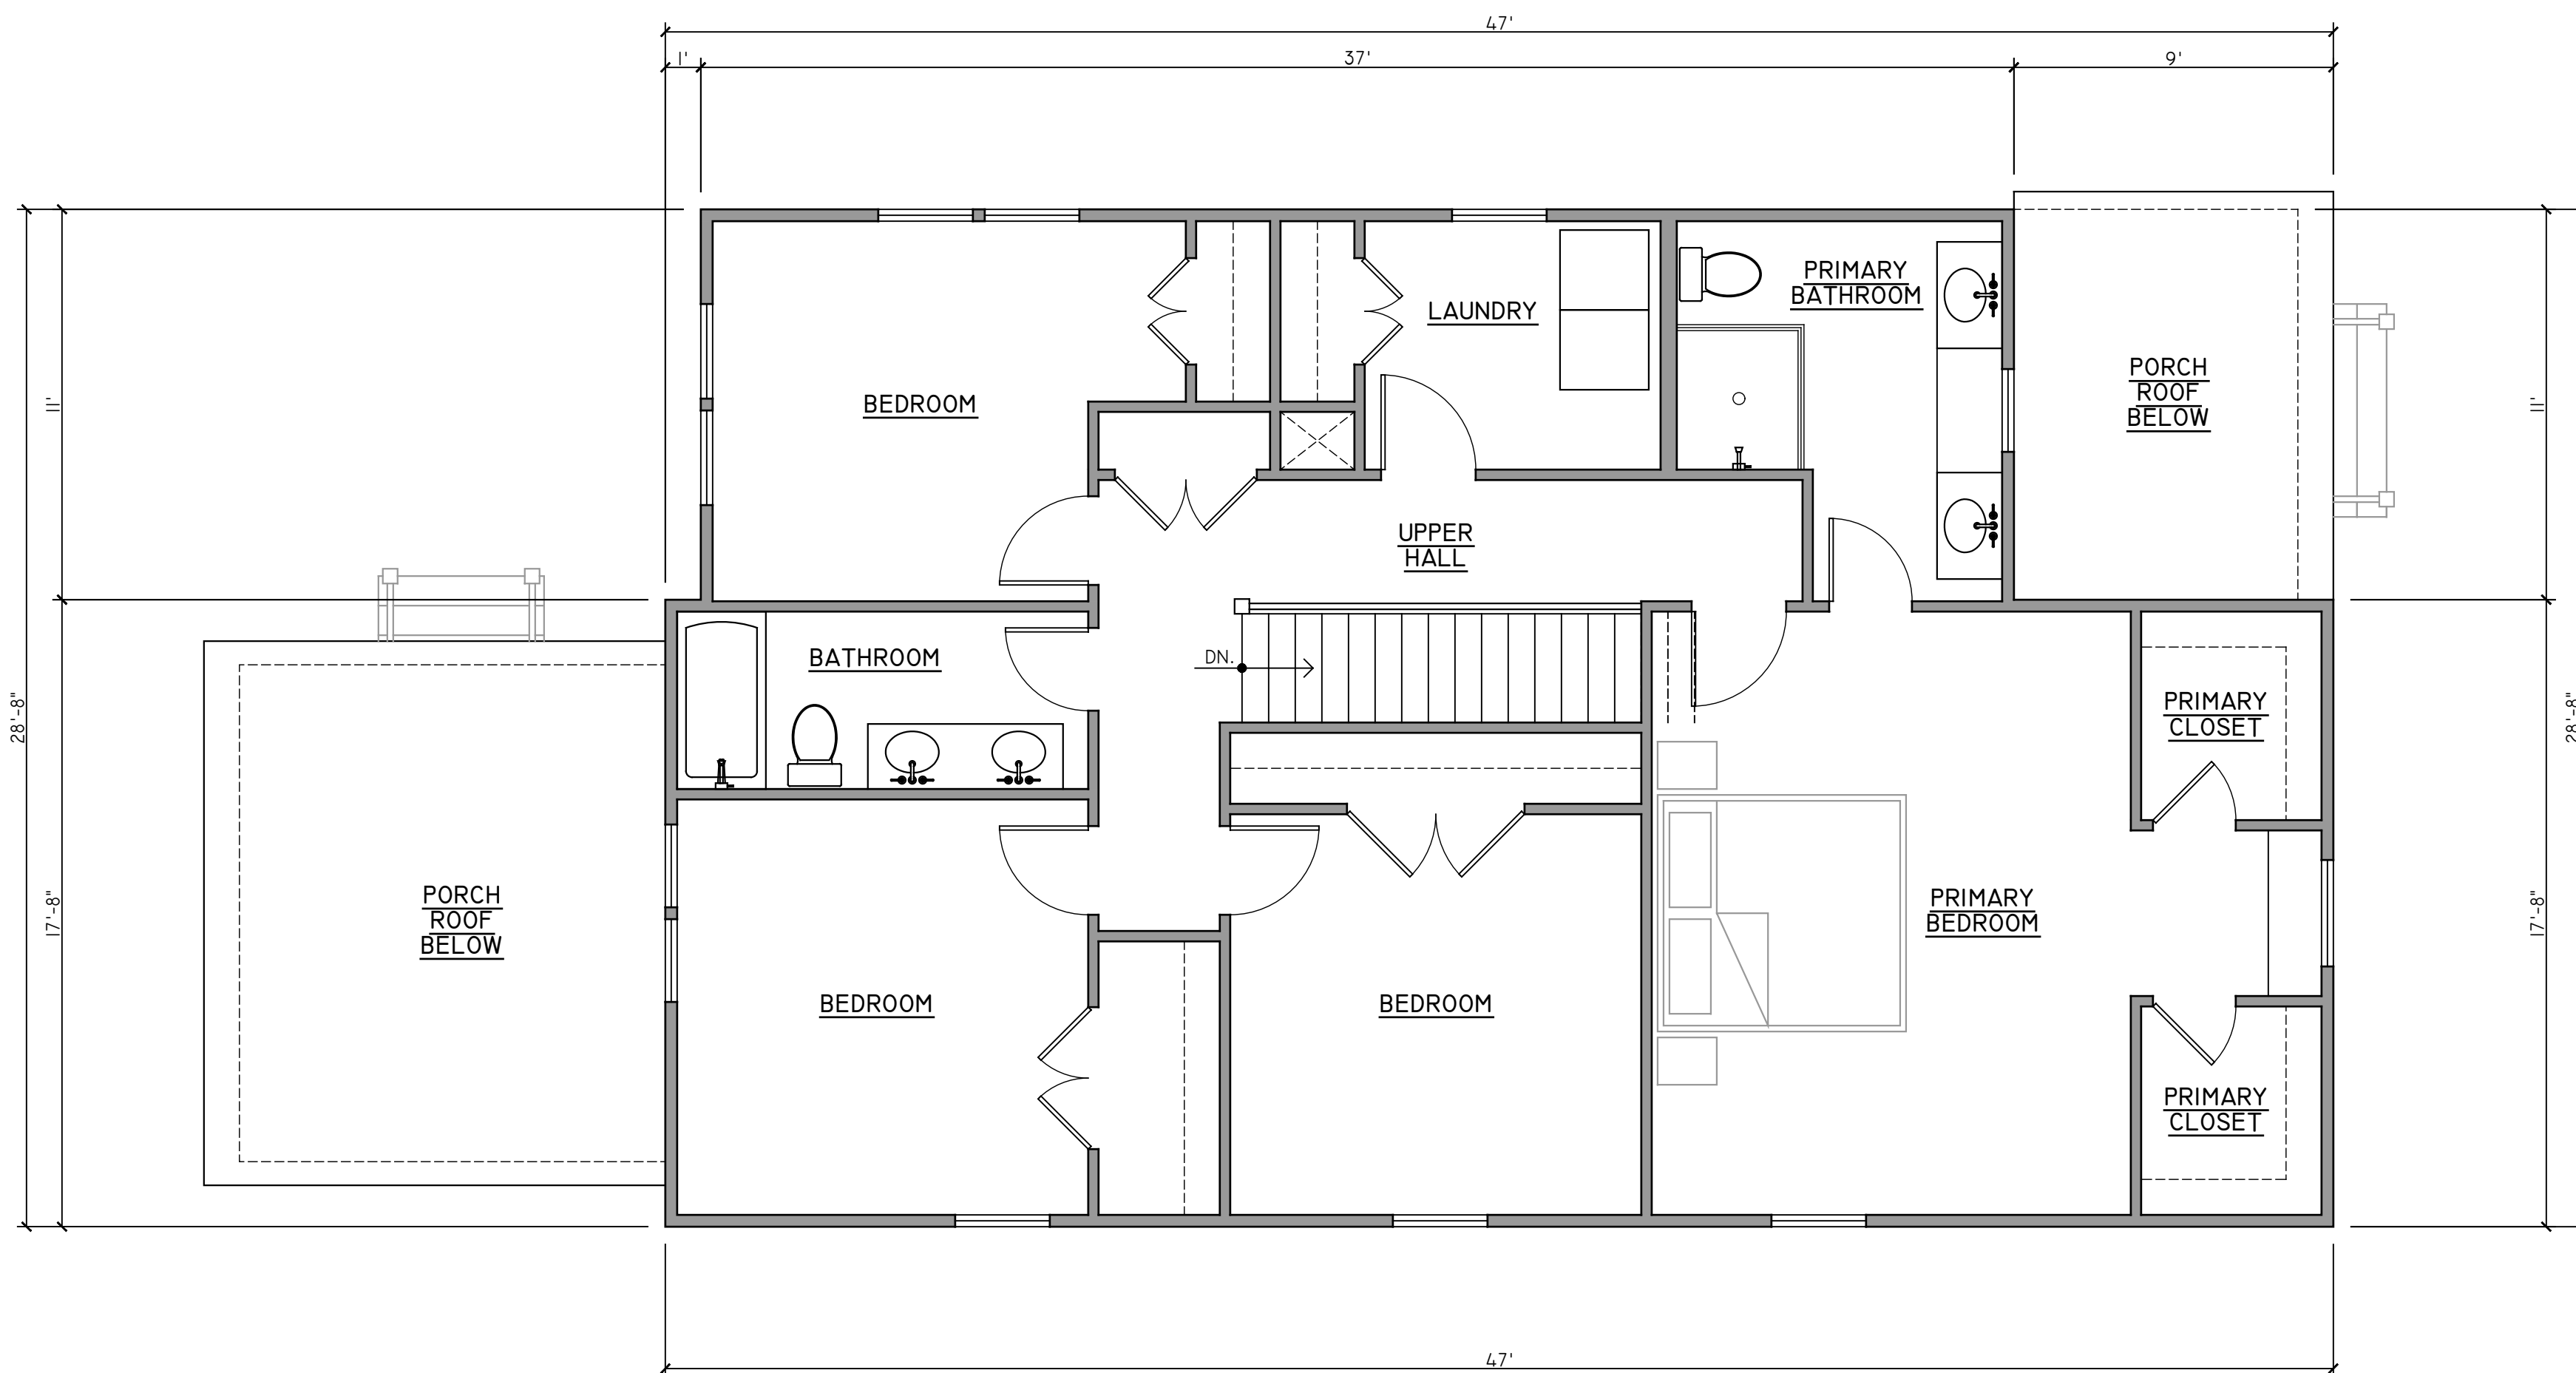 47'
1'
37'
9'
PRIMARY
BATHROOM
LAUNDRY
PORCH
ROOF
BELOW
BEDROOM
11'
11'
UPPER
HALL
BATHROOM
DN.
PRIMARY
CLOSET
28'-8"
28'-8"
PORCH
ROOF
BELOW
17'-8"
PRIMARY
BEDROOM
17'-8"
BEDROOM
BEDROOM
PRIMARY
CLOSET
47'